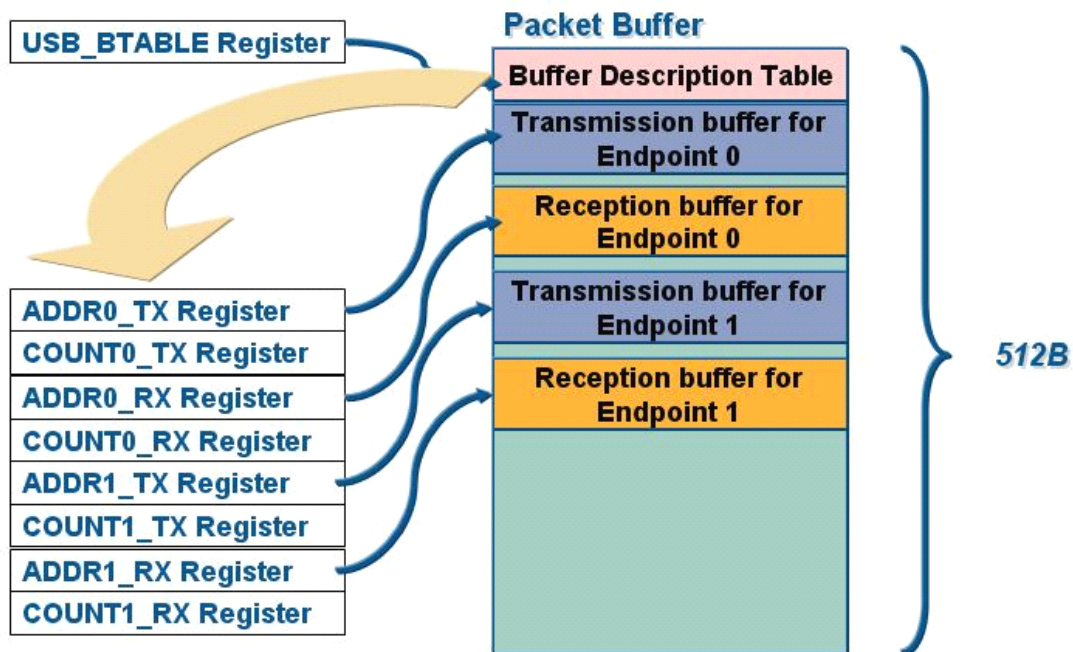 USB_BTABLE Register
Packet Buffer
Buffer Description Table
Transmission buffer for
Endpoint 0
Reception buffer for
Endpoint 0
Transmission buffer for
Endpoint 1
Reception buffer for
Endpoint 1
512B
ADDR0_TX Register
COUNT0_TX Register
ADDR0_RX Register
COUNT0_RX Register
ADDR1_TX Register
COUNT1_TX Register
ADDR1_RX Register
COUNT1_RX Register